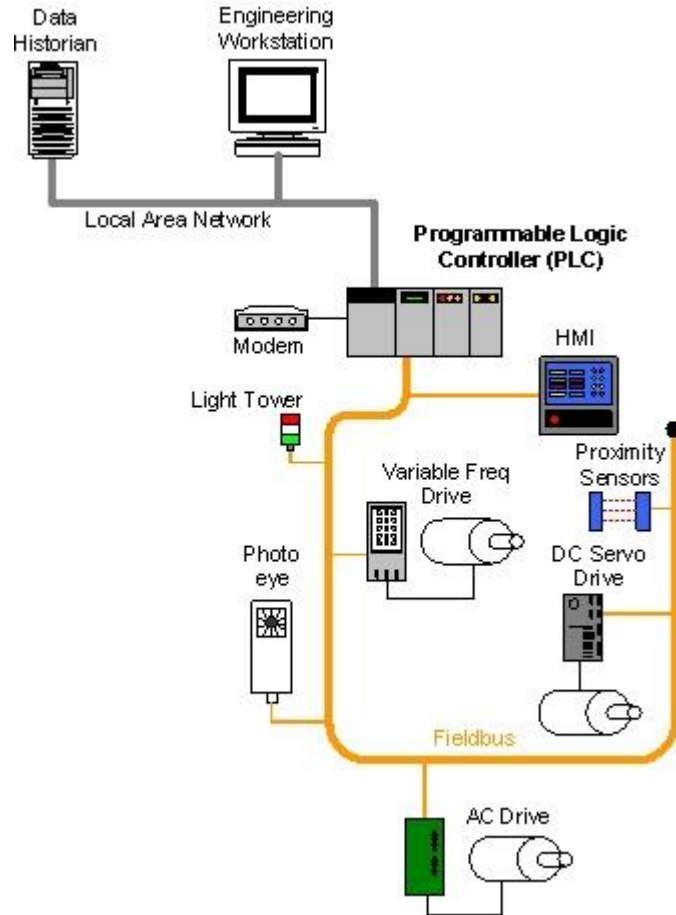 Data
Historian
Engineering
Workstation
Local Area Network
Programmable Logic
Controller (PLC)
Modem
HMI
Light Tower
Proximity
Sensors
Variable Freq
Drive
DC Servo
Drive
Photo
eye
Fieldbus
AC Drive